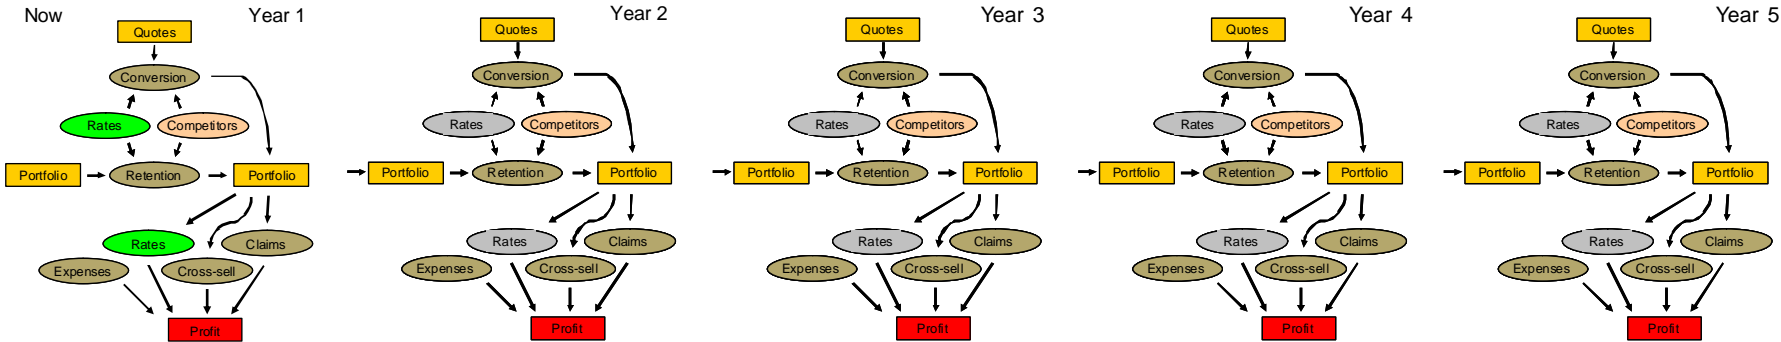 Now
Year 1
Quotes
Conversion
Rates
Competitors
Portfolio
Retention
Portfolio
Rates
Claims
Expenses
Cross-sell
Profit
Year 2
Quotes
Conversion
Rates
Competitors
Portfolio
Retention
Portfolio
Rates
Claims
Expenses
Cross-sell
Profit
Year 3
Quotes
Conversion
Rates
Competitors
Portfolio
Retention
Portfolio
Rates
Claims
Expenses
Cross-sell
Profit
Year 4
Quotes
Conversion
Rates
Competitors
Portfolio
Retention
Portfolio
Rates
Claims
Expenses
Cross-sell
Profit
Year 5
Quotes
Conversion
Rates
Competitors
Portfolio
Retention
Portfolio
Rates
Claims
Expenses
Cross-sell
Profit